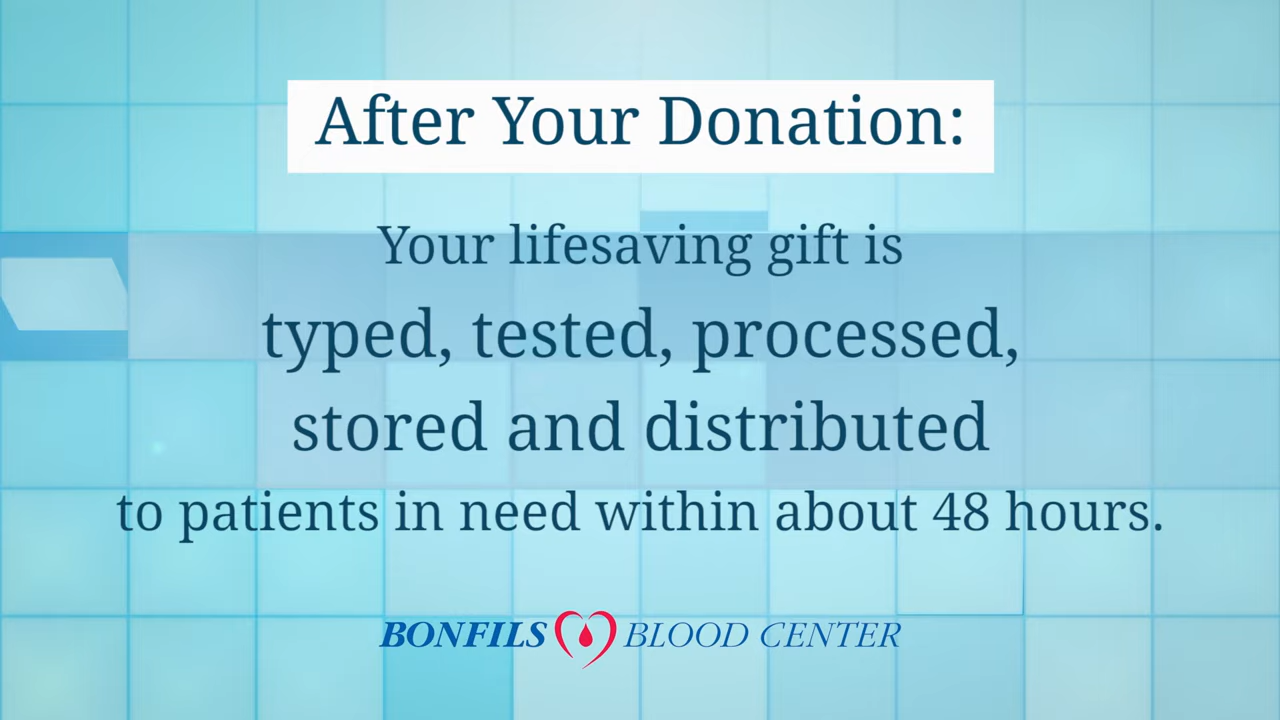 After Your Donation:
Your lifesaving gift is
typed, tested, processed,
stored and distributed
to patients in need within about 48 hours.
BONFILS BLOOD CENTER